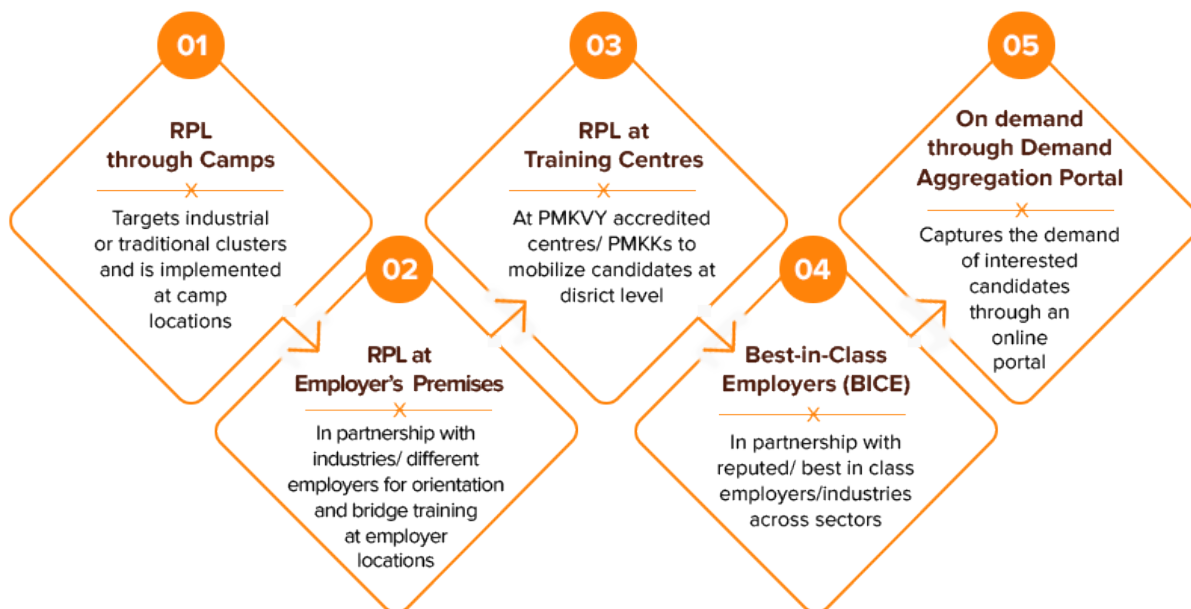 01
RPL
through Camps
Targets industrial
or traditional clusters
and is implemented
at camp
locations
02
RPL at
Employer's Premises
In partnership with
industries/ different
employers for orientation
and bridge training
at employer
locations
03
RPL at
Training Centres
At PMKVY accredited
centres/ PMKKs to
mobilize candidates at
disrict level
04
Best-in-Class
Employers (BICE)
In partnership with
reputed/ best in class
employers/industries
across sectors
05
On demand
through Demand
Aggregation Portal
Captures the demand
of interested
candidates
through an
online
portal